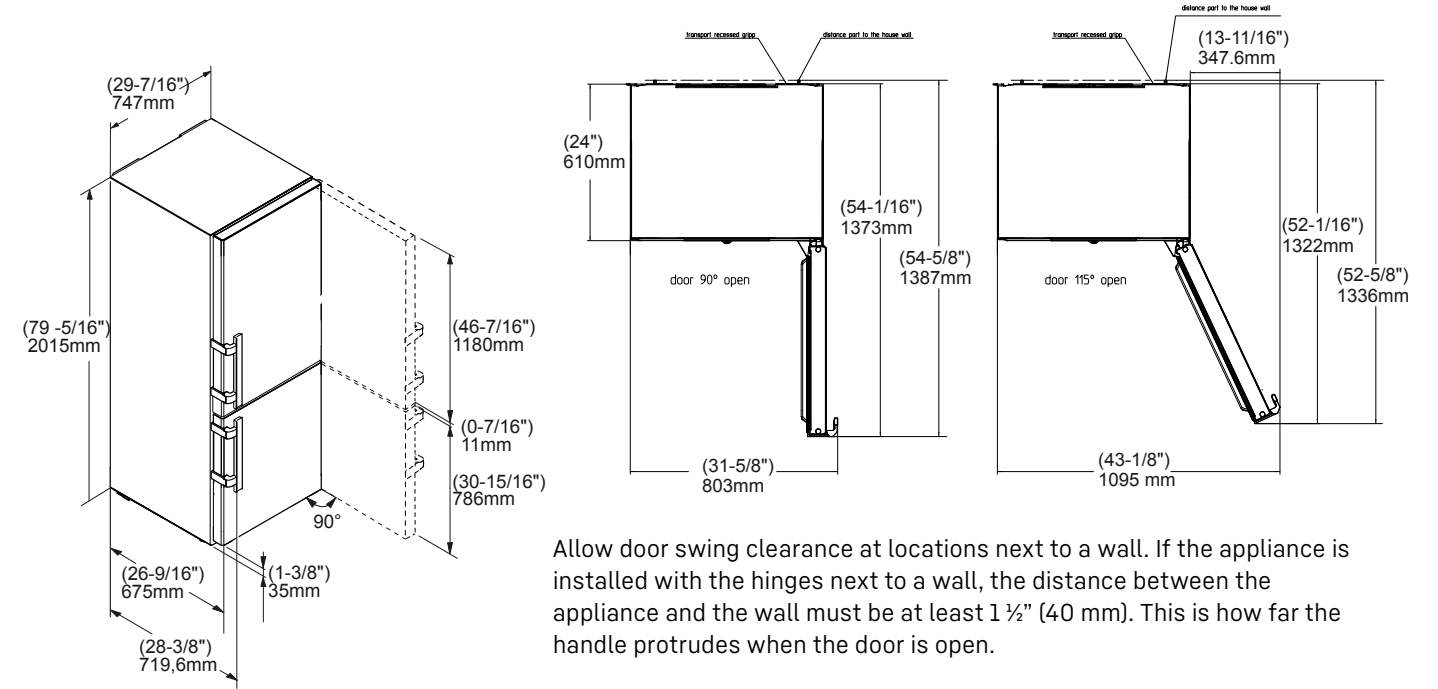 (29-7/16")
747mm
(79 -5/16")
2015mm
(46-7/16")
1180mm
(0-7/16")
11mm
(30-15/16")
786mm
90°
(1-3/8")
35mm
(26-9/16")
675mm
(28-3/8")
719,6mm
transport recessed gripp
distance part to the house wall
(24")
610mm
(54-1/16")
1373mm
(54-5/8")
1387mm
door 90° open
(31-5/8")
803mm
distance part to the house wall
transport recessed gripp
(13-11/16")
347.6mm
(52-1/16")
1322mm
(52-5/8")
1336mm
door 115° open
(43-1/8")
1095 mm
Allow door swing clearance at locations next to a wall. If the appliance is
installed with the hinges next to a wall, the distance between the
appliance and the wall must be at least 1 ½” (40 mm). This is how far the
handle protrudes when the door is open.